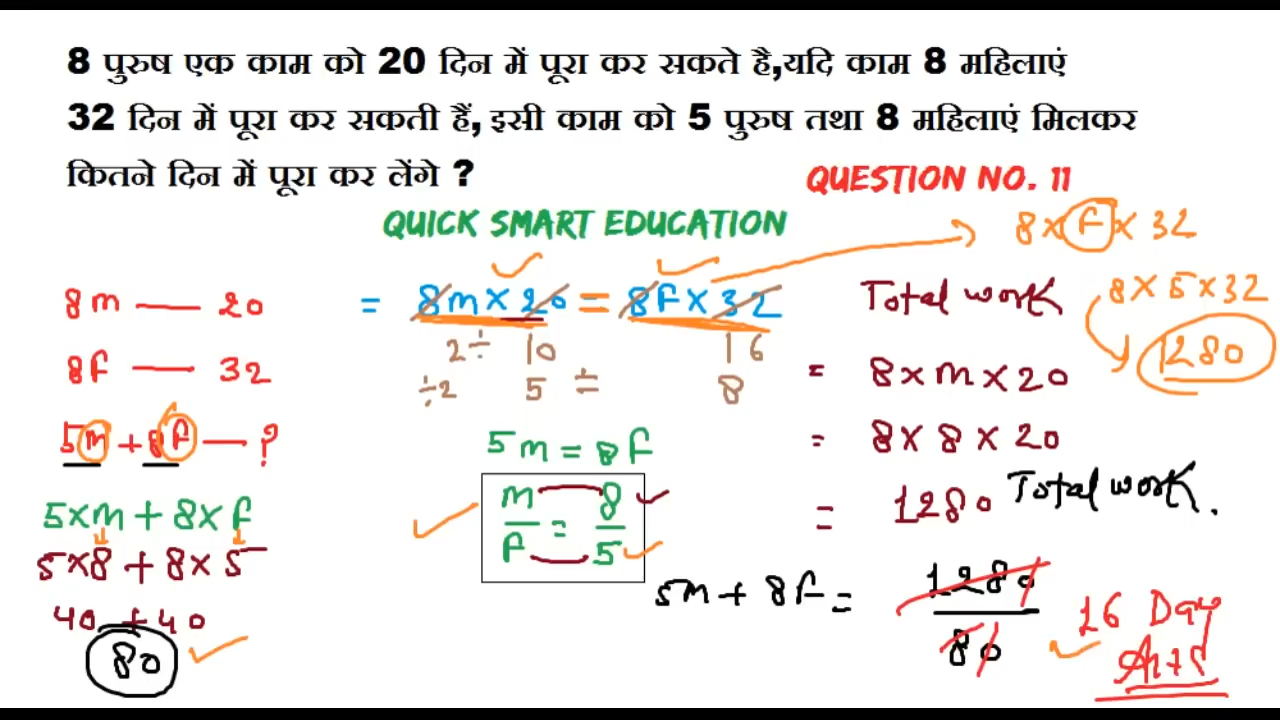 8 पुरुष एक काम को 20 दिन में पूरा कर सकते है,यदि काम 8 महिलाएं
32 दिन में पूरा कर सकती हैं, इसी काम को 5 पुरुष तथा 8 महिलाएं मिलकर
कितने दिन में पूरा कर लेंगे ?
QUESTION NO. 11
QUICK SMART EDUCATION
8m — 20
8f — 32
5m + 8f — ?
5×m + 8×f
5×8 + 8×5
40 + 40
80
= 8m×20 = 8f×32
2÷ 10 16
÷2 5 ÷ 8
5m = 8f
m/f = 8/5
8×f×32
8×5×32
1280
Total work
= 8×m×20
= 8×8×20
= 1280 Total work.
5m + 8f = 1280/80
16 Day
Ans